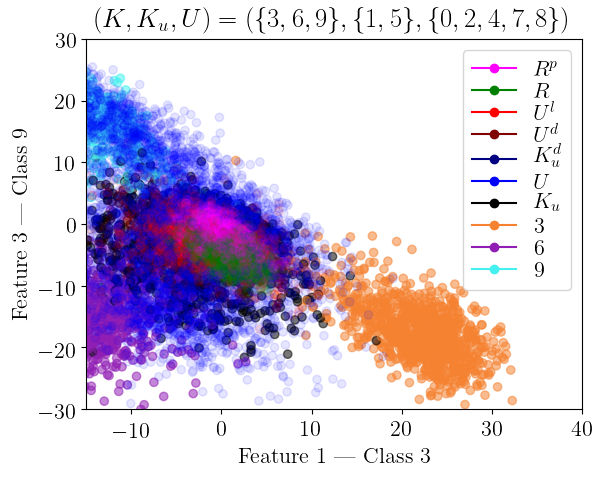 (K, K_u, U) = ({3, 6, 9}, {1, 5}, {0, 2, 4, 7, 8})
30
20
10
0
−10
−20
−30
Feature 3 — Class 9
R^p
R
U^l
U^d
K_u^d
U
K_u
3
6
9
−10
0
10
20
30
40
Feature 1 — Class 3